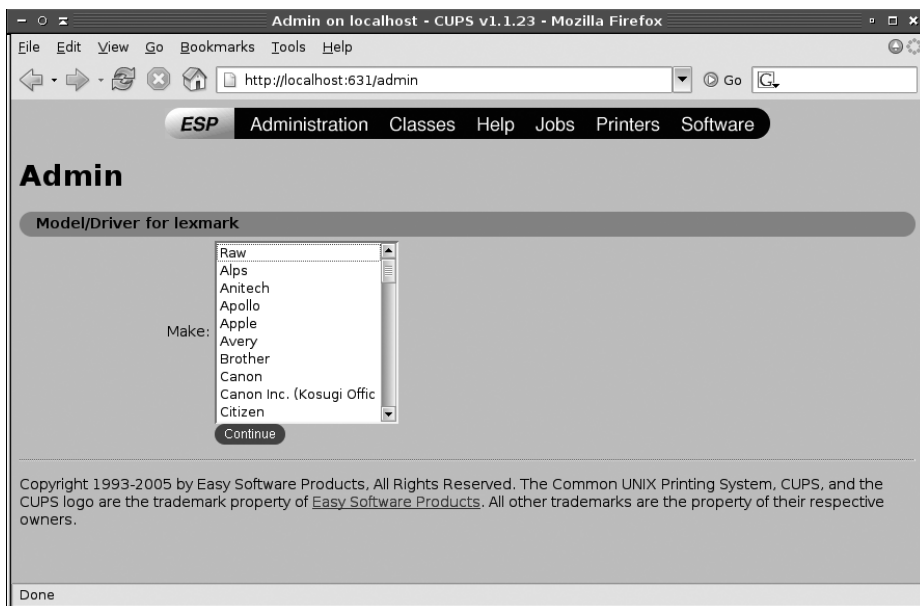 Admin on localhost - CUPS v1.1.23 - Mozilla Firefox
File Edit View Go Bookmarks Tools Help
http://localhost:631/admin Go G
ESP Administration Classes Help Jobs Printers Software
Admin
Model/Driver for lexmark
Make:
Raw
Alps
Anitech
Apollo
Apple
Avery
Brother
Canon
Canon Inc. (Kosugi Offic
Citizen
Continue
Copyright 1993-2005 by Easy Software Products, All Rights Reserved. The Common UNIX Printing System, CUPS, and the
CUPS logo are the trademark property of Easy Software Products. All other trademarks are the property of their respective
owners.
Done